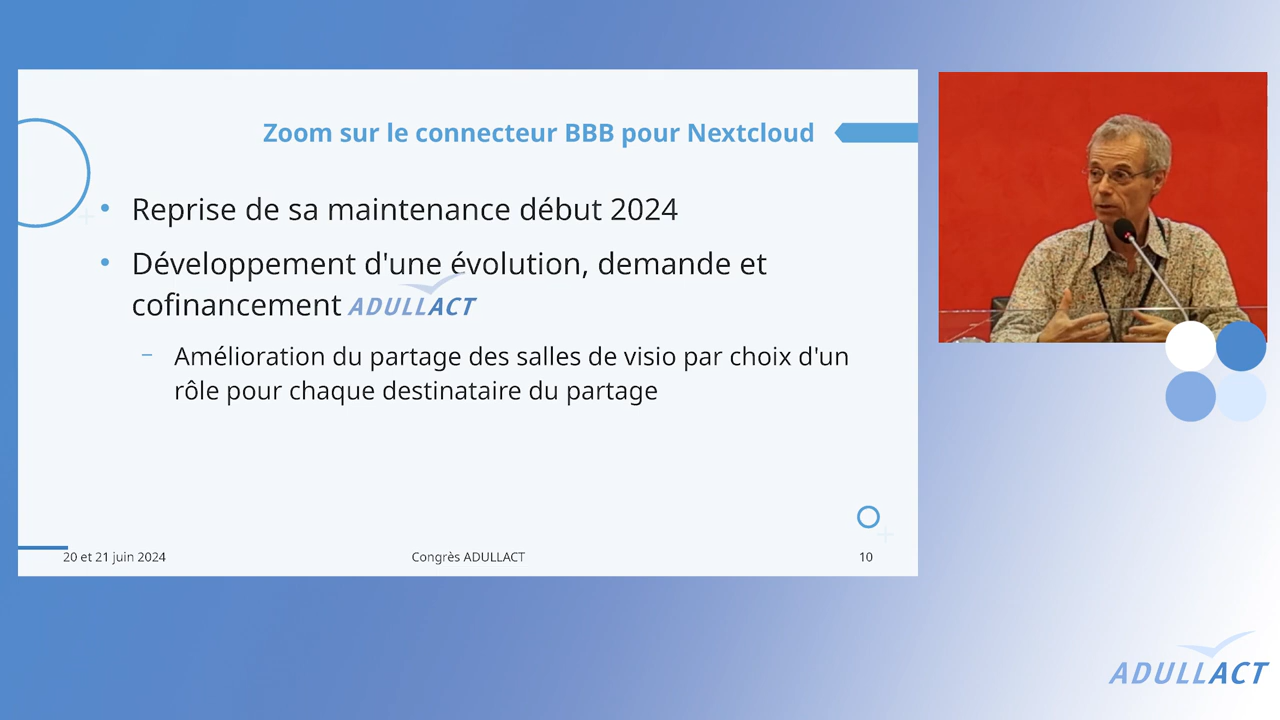 Zoom sur le connecteur BBB pour Nextcloud
• Reprise de sa maintenance début 2024
• Développement d'une évolution, demande et
cofinancement ADULLACT
– Amélioration du partage des salles de visio par choix d'un
rôle pour chaque destinataire du partage
20 et 21 juin 2024
Congrès ADULLACT
10
ADULLACT